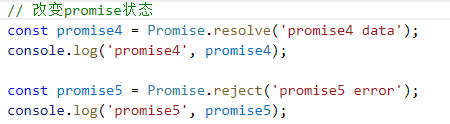 // 改变promise状态
const promise4 = Promise.resolve('promise4 data');
console.log('promise4', promise4);
const promise5 = Promise.reject('promise5 error');
console.log('promise5', promise5);